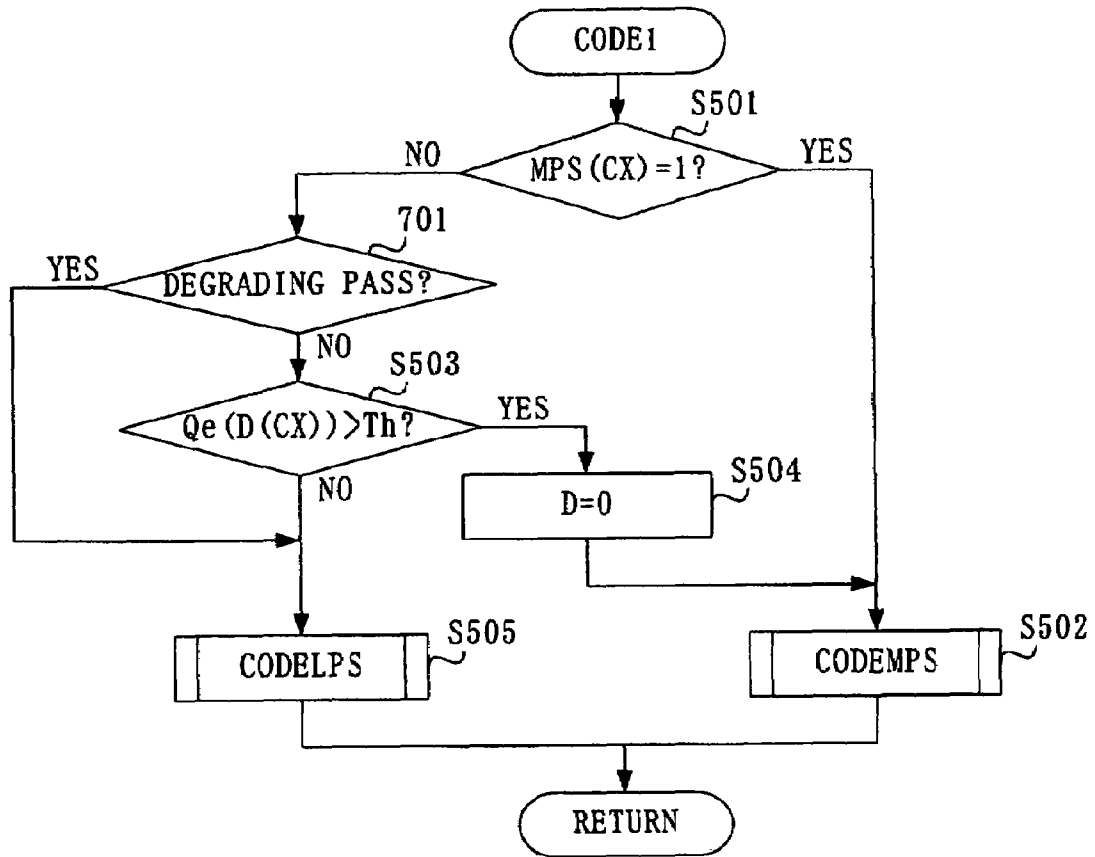 CODE1
S501
NO
MPS(CX)=1?
YES
701
YES
DEGRADING PASS?
NO
S503
Qe(D(CX))>Th?
YES
NO
S504
D=0
S505
CODELPS
S502
CODEMPS
RETURN